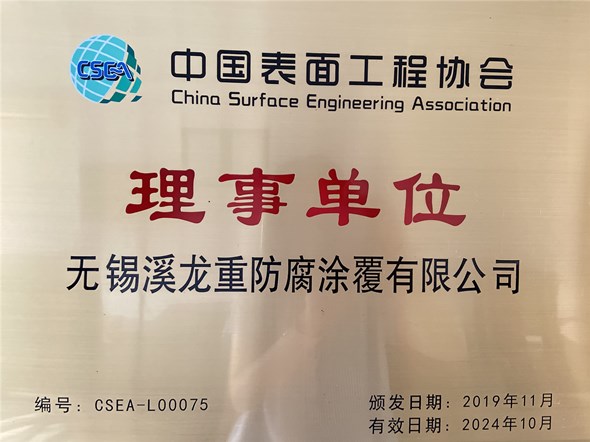 CSEA
中国表面工程协会
China Surface Engineering Association
理事单位
无锡溪龙重防腐涂覆有限公司
编号：CSEA-L00075
颁发日期：2019年11月
有效日期：2024年10月